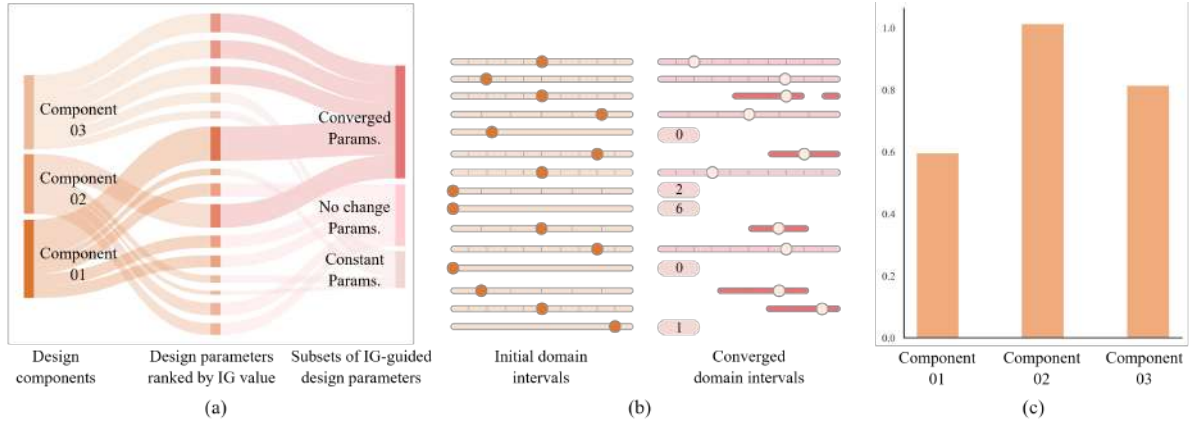 Component
03
Component
02
Component
01
Converged
Params.
No change
Params.
Constant
Params.
Design
components
Design parameters
ranked by IG value
Subsets of IG-guided
design parameters
(a)
0
2
6
0
1
Initial domain
intervals
Converged
domain intervals
(b)
1.0
0.8
0.6
0.4
0.2
0.0
Component
01
Component
02
Component
03
(c)